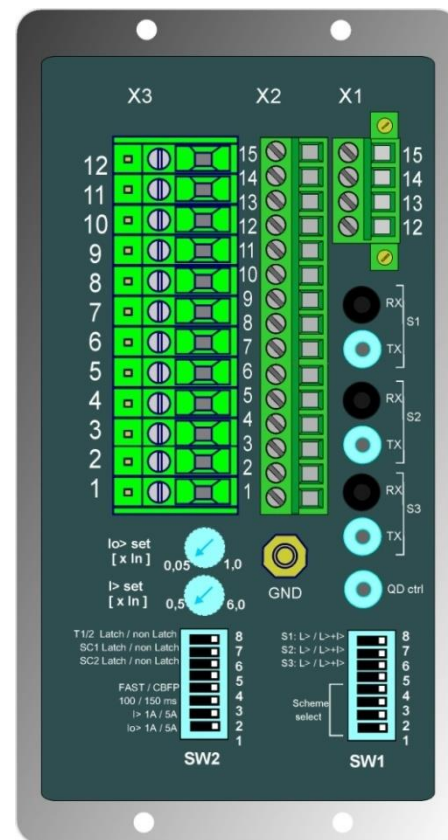 X3 X2 X1
12
11
10
9
8
7
6
5
4
3
2
1
15
14
13
12
11
10
9
8
7
6
5
4
3
2
1
15
14
13
12
RX
S1
TX
RX
S2
TX
RX
S3
TX
QD ctrl
GND
Io> set
[ x In ]
0,05 1,0
I> set
[ x In ]
0,5 6,0
T1/2 Latch / non Latch
SC1 Latch / non Latch
SC2 Latch / non Latch
FAST / CBFP
100 / 150 ms
I> 1A / 5A
Io> 1A / 5A
8
7
6
5
4
3
2
1
SW2
S1: L> / L>+I>
S2: L> / L>+I>
S3: L> / L>+I>
Scheme
select
8
7
6
5
4
3
2
1
SW1